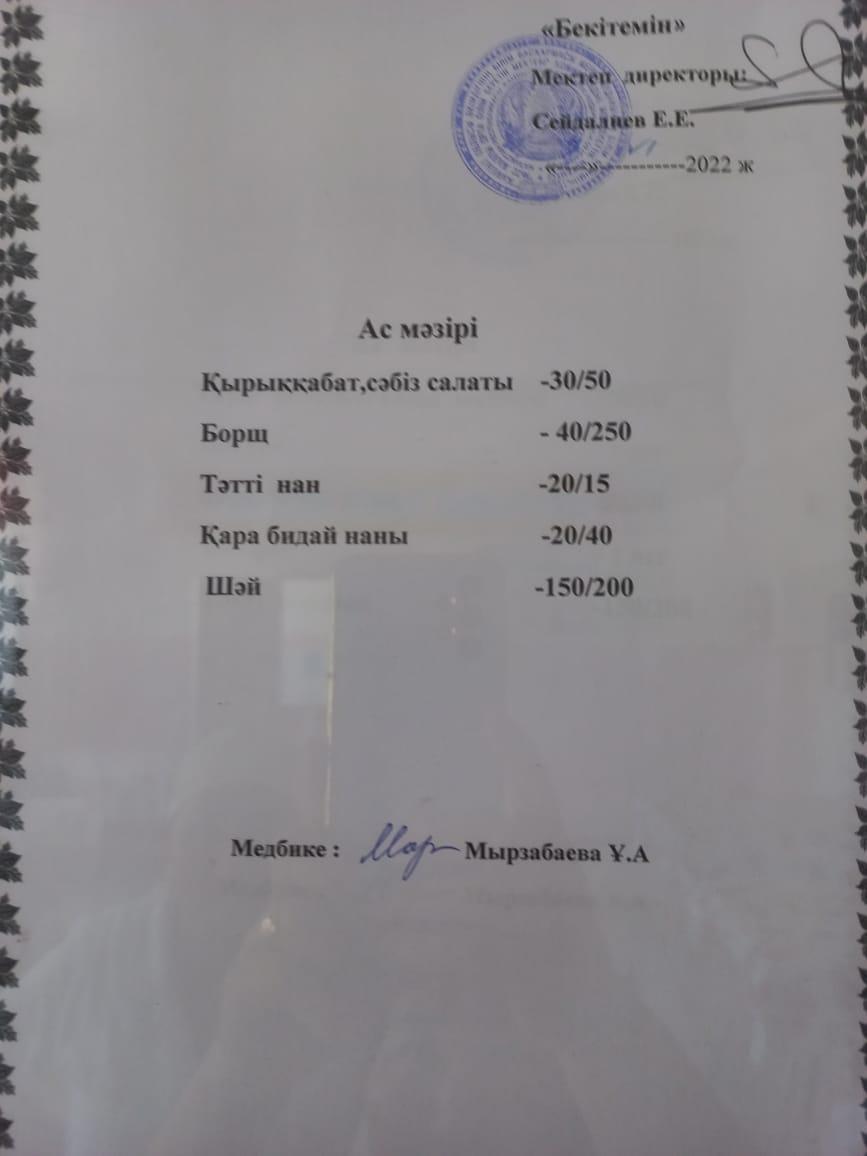 «Бекітемін»
Мектеп директоры:
Сейдалиев Е.Е.
«----»-----------2022 ж
Ас мәзірі
Қырыққабат,сәбіз салаты -30/50
Борщ - 40/250
Тәтті нан -20/15
Қара бидай наны -20/40
Шәй -150/200
Медбике : Мырзабаева Ұ.А